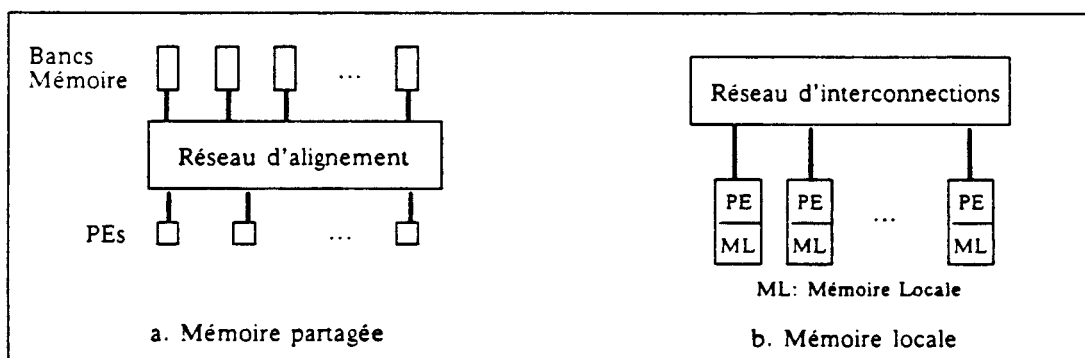 Bancs
Mémoire
...
Réseau d'alignement
PEs
...
a. Mémoire partagée
Réseau d'interconnections
PE PE ... PE
ML ML ML
ML: Mémoire Locale
b. Mémoire locale